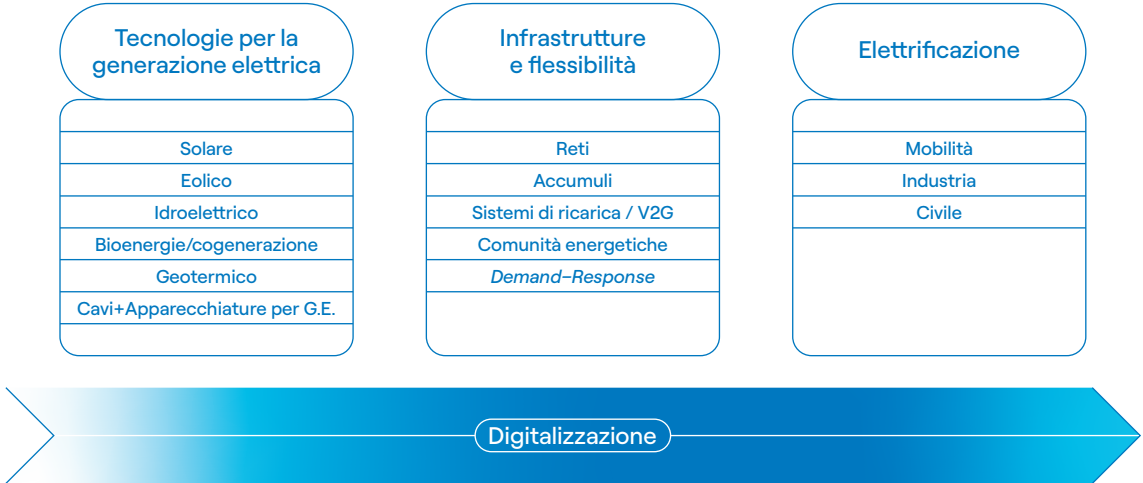 Tecnologie per la
generazione elettrica
Solare
Eolico
Idroelettrico
Bioenergie/cogenerazione
Geotermico
Cavi+Apparecchiature per G.E.
Infrastrutture
e flessibilità
Reti
Accumuli
Sistemi di ricarica / V2G
Comunità energetiche
Demand–Response
Elettrificazione
Mobilità
Industria
Civile
Digitalizzazione